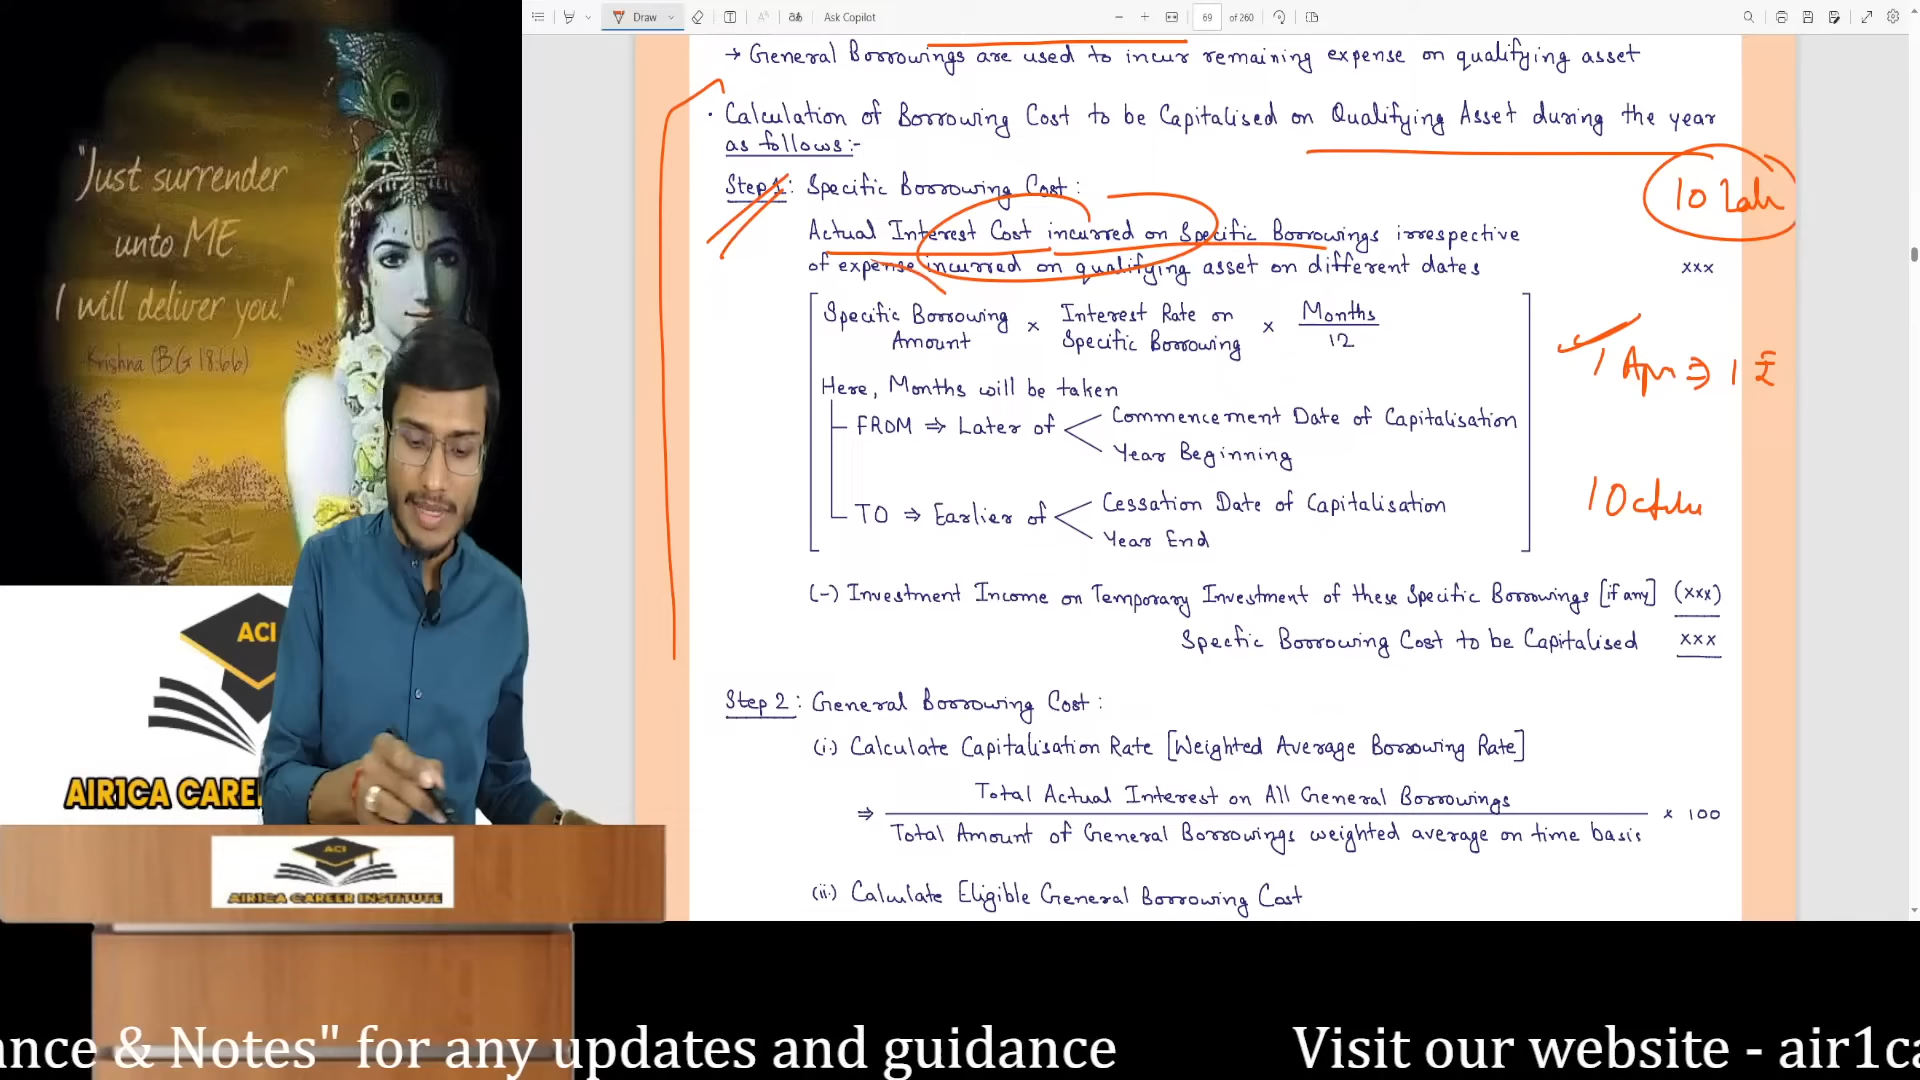 Draw
Ask Copilot
69 of 260
→ General Borrowings are used to incur remaining expense on qualifying asset
· Calculation of Borrowing Cost to be Capitalised on Qualifying Asset during the year
as follows:-
Step 1: Specific Borrowing Cost:
10 Lakh
Actual Interest Cost incurred on Specific Borrowings irrespective
of expense incurred on qualifying asset on different dates xxx
Specific Borrowing Amount × Interest Rate on Specific Borrowing × Months/12
1 Apr ⇒ 1 ₹
Here, Months will be taken
FROM ⇒ Later of
Commencement Date of Capitalisation
Year Beginning
TO ⇒ Earlier of
Cessation Date of Capitalisation
Year End
(-) Investment Income on Temporary Investment of these Specific Borrowings [if any] (xxx)
Specfic Borrowing Cost to be Capitalised xxx
Step 2: General Borrowing Cost:
(i.) Calculate Capitalisation Rate [Weighted Average Borrowing Rate]
Total Actual Interest on All General Borrowings
⇒ × 100
Total Amount of General Borrowings weighted average on time basis
(ii.) Calculate Eligible General Borrowing Cost
"Just surrender
unto ME
I will deliver you!"
Krishna (B.G 18:66)
ACI
AIR1CA CARE
ACI
AIR1CA CAREER INSTITUTE
nce & Notes" for any updates and guidance
Visit our website - air1c